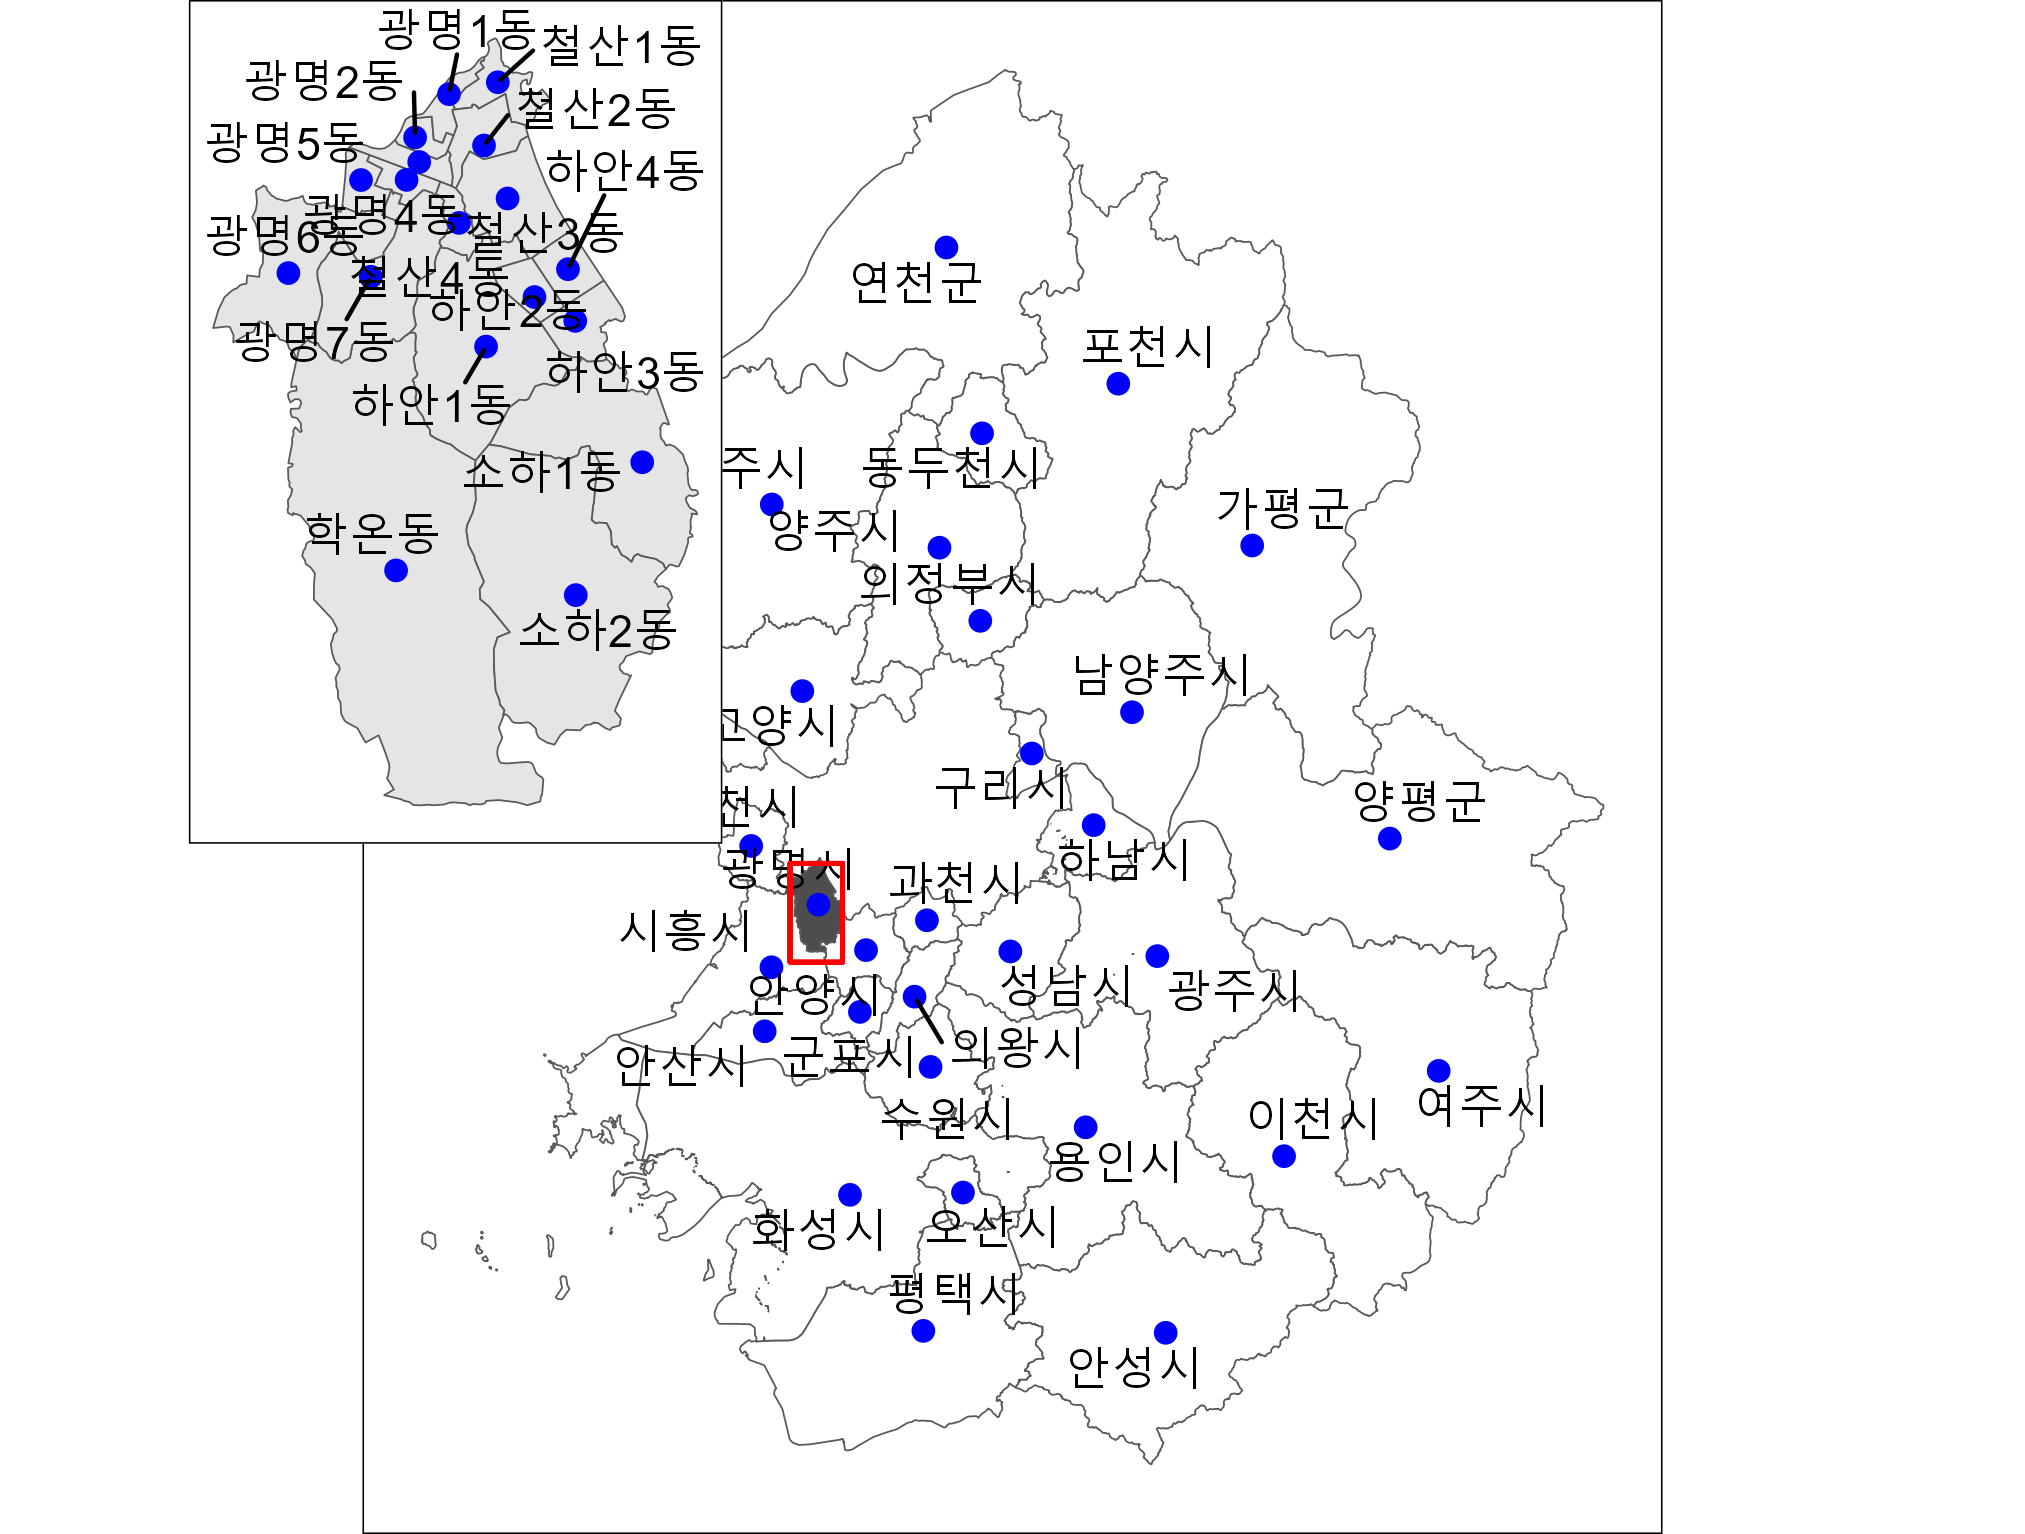 광명1동
철산1동
광명2동
철산2동
광명5동
하안4동
광명4동
광명6동
철산3동
철산4동
하안2동
광명7동
하안3동
하안1동
소하1동
학온동
소하2동
연천군
포천시
주시
동두천시
가평군
양주시
의정부시
남양주시
고양시
구리시
양평군
천시
하남시
광명시
과천시
시흥시
안양시
성남시
광주시
의왕시
군포시
안산시
수원시
이천시
여주시
용인시
화성시
오산시
평택시
안성시